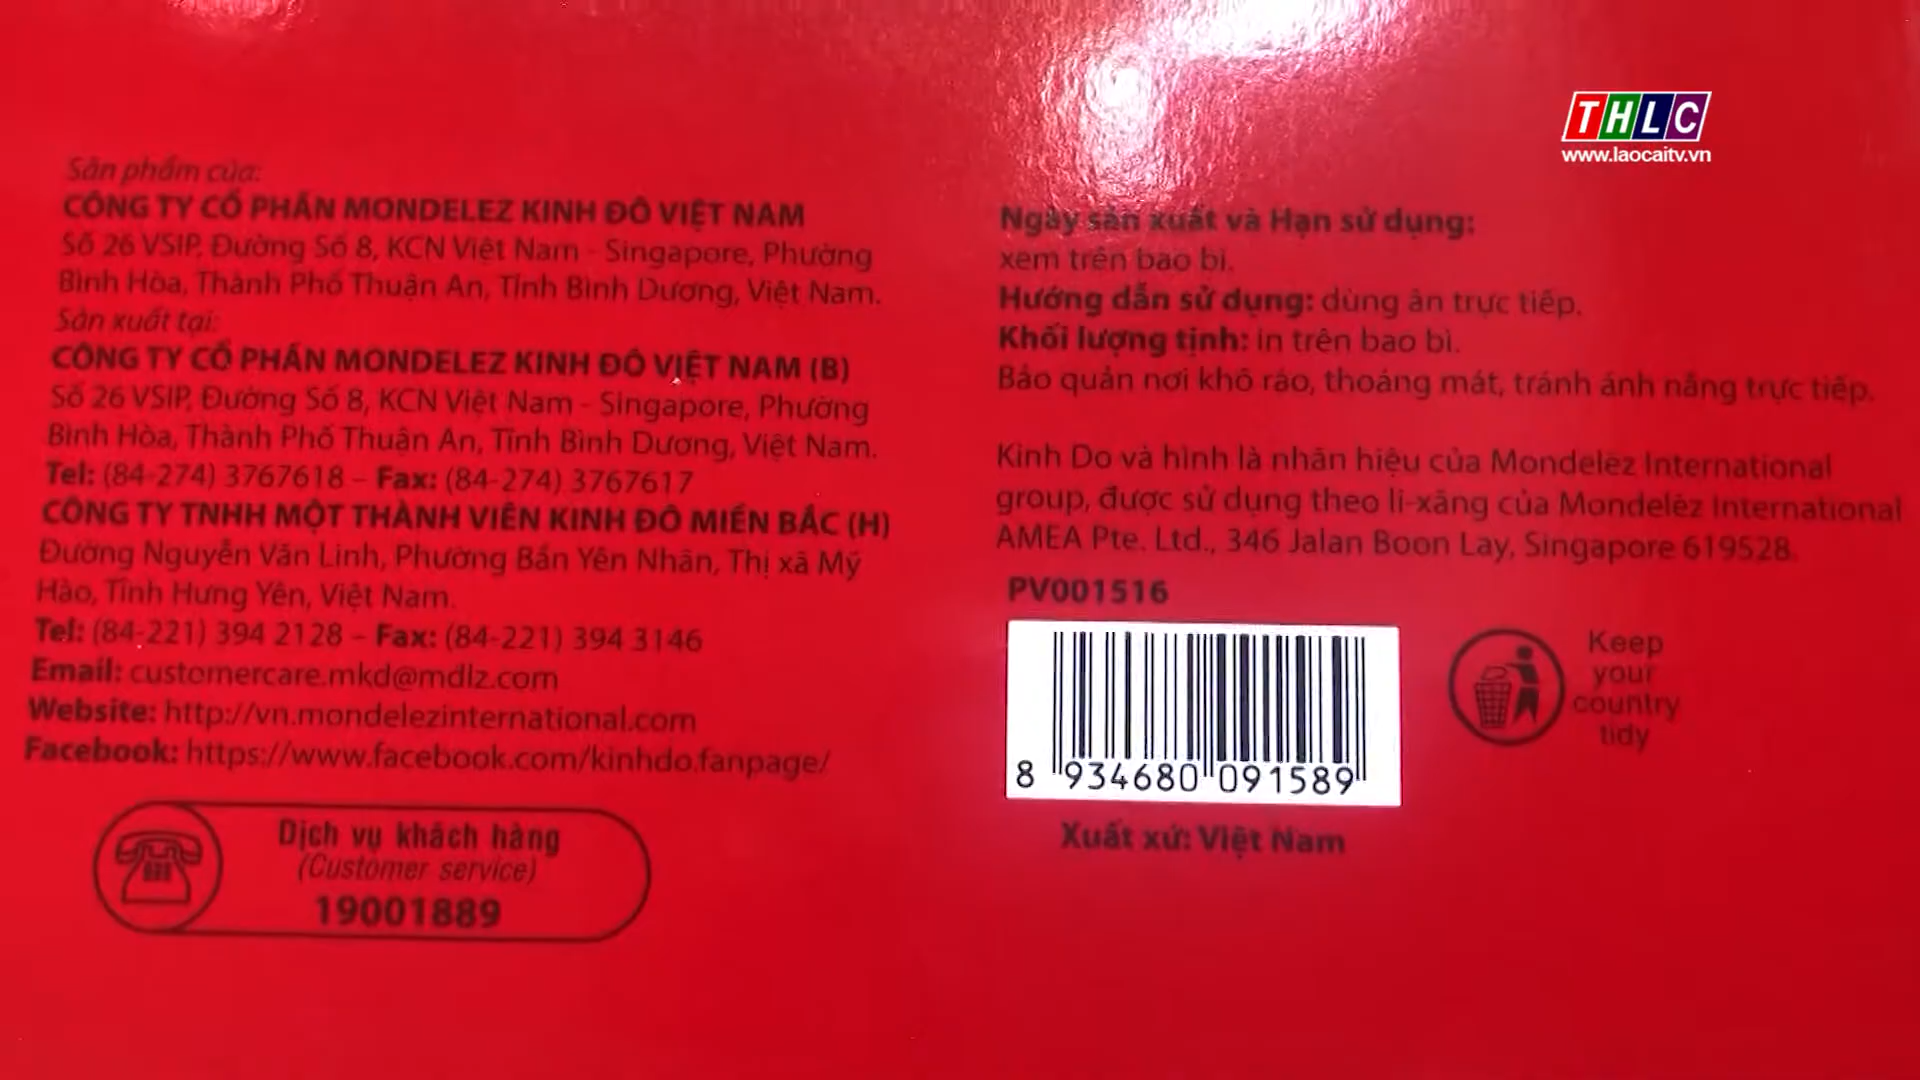 THLC
www.laocaitv.vn
Sản phẩm của:
CÔNG TY CỔ PHẦN MONDELEZ KINH ĐÔ VIỆT NAM
Số 26 VSIP, Đường Số 8, KCN Việt Nam - Singapore, Phường
Bình Hòa, Thành Phố Thuận An, Tỉnh Bình Dương, Việt Nam.
Sản xuất tại:
CÔNG TY CỔ PHẦN MONDELEZ KINH ĐÔ VIỆT NAM (B)
Số 26 VSIP, Đường Số 8, KCN Việt Nam - Singapore, Phường
Bình Hòa, Thành Phố Thuận An, Tỉnh Bình Dương, Việt Nam.
Tel: (84-274) 3767618 – Fax: (84-274) 3767617
CÔNG TY TNHH MỘT THÀNH VIÊN KINH ĐÔ MIỀN BẮC (H)
Đường Nguyễn Văn Linh, Phường Bần Yên Nhân, Thị xã Mỹ
Hào, Tỉnh Hưng Yên, Việt Nam.
Tel: (84-221) 394 2128 – Fax: (84-221) 394 3146
Email: customercare.mkd@mdlz.com
Website: http://vn.mondelezinternational.com
Facebook: https://www.facebook.com/kinhdo.fanpage/
Dịch vụ khách hàng
(Customer service)
19001889
Ngày sản xuất và Hạn sử dụng:
xem trên bao bì.
Hướng dẫn sử dụng: dùng ăn trực tiếp.
Khối lượng tịnh: in trên bao bì.
Bảo quản nơi khô ráo, thoáng mát, tránh ánh nắng trực tiếp.
Kinh Do và hình là nhãn hiệu của Mondelēz International
group, được sử dụng theo li-xăng của Mondelēz International
AMEA Pte. Ltd., 346 Jalan Boon Lay, Singapore 619528.
PV001516
8 934680 091589
Xuất xứ: Việt Nam
Keep
your
country
tidy